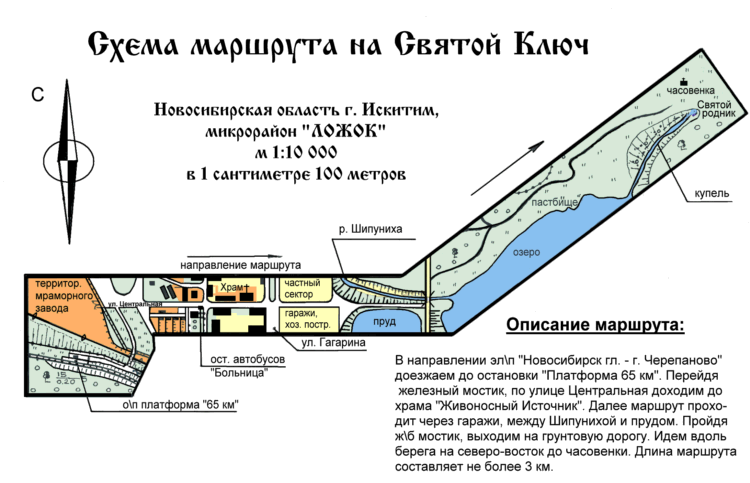 Схема маршрута на Святой Ключ
С
Новосибирская область г. Искитим,
микрорайон "ЛОЖОК"
м 1:10 000
в 1 сантиметре 100 метров
часовенка
Святой
родник
купель
пастбище
озеро
р. Шипуниха
направление маршрута
территор.
мраморного
завода
ул. Центральная
Храм
частный
сектор
гаражи,
хоз. постр.
пруд
ул. Гагарина
ост. автобусов
"Больница"
о\п платформа "65 км"
Описание маршрута:
В направлении эл\п "Новосибирск гл. - г. Черепаново"
доезжаем до остановки "Платформа 65 км". Перейдя
железный мостик, по улице Центральная доходим до
храма "Живоносный Источник". Далее маршрут прохо-
дит через гаражи, между Шипунихой и прудом. Пройдя
ж\б мостик, выходим на грунтовую дорогу. Идем вдоль
берега на северо-восток до часовенки. Длина маршрута
составляет не более 3 км.